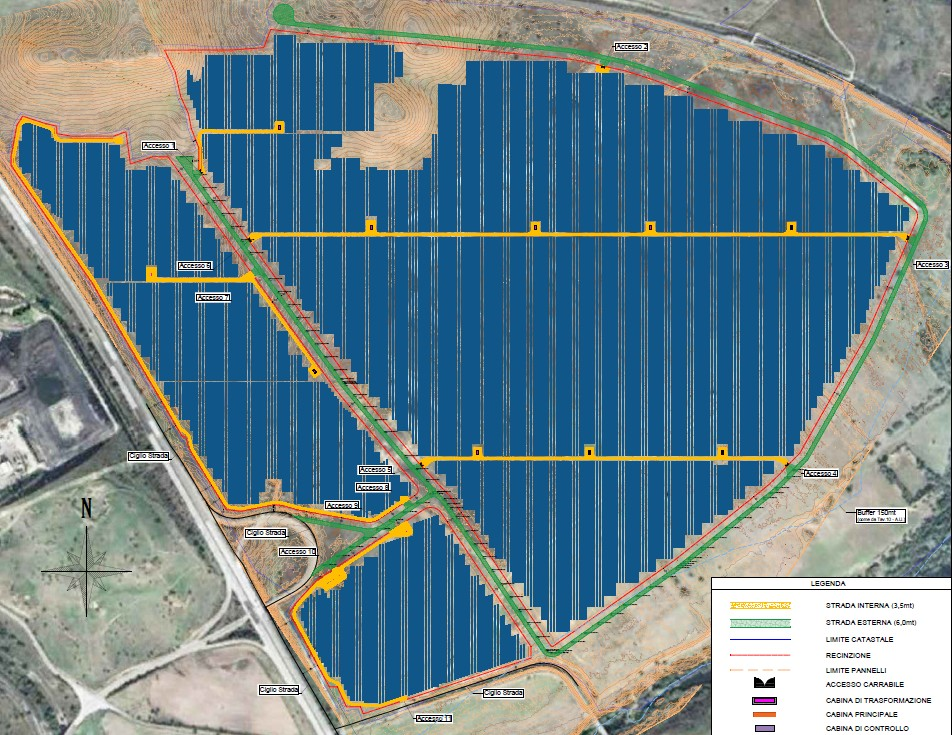 Accesso 2
Accesso 1
Accesso 6
Accesso 3
Accesso 7
Ciglio Strada
Accesso 5
Accesso 4
Accesso 8
Accesso 9
N
Buffer 150mt
Ciglio Strada
Accesso 10
LEGENDA
STRADA INTERNA (3,5mt)
STRADA ESTERNA (6,0mt)
LIMITE CATASTALE
RECINZIONE
LIMITE PANNELLI
ACCESSO CARRABILE
CABINA DI TRASFORMAZIONE
CABINA PRINCIPALE
CABINA DI CONTROLLO
Ciglio Strada
Ciglio Strada
Accesso 11